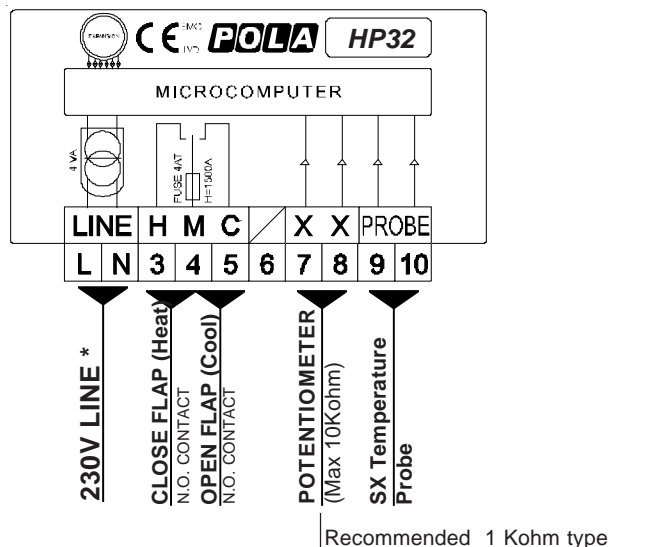 EXPANSION
CE EMC LVD POLA HP32
MICROCOMPUTER
4 VA
FUSE 4AT
H=1500A
LINE H M C X X PROBE
L N 3 4 5 6 7 8 9 10
230V LINE *
CLOSE FLAP (Heat)
N.O. CONTACT
OPEN FLAP (Cool)
N.O. CONTACT
POTENTIOMETER
(Max 10Kohm)
SX Temperature
Probe
Recommended 1 Kohm type